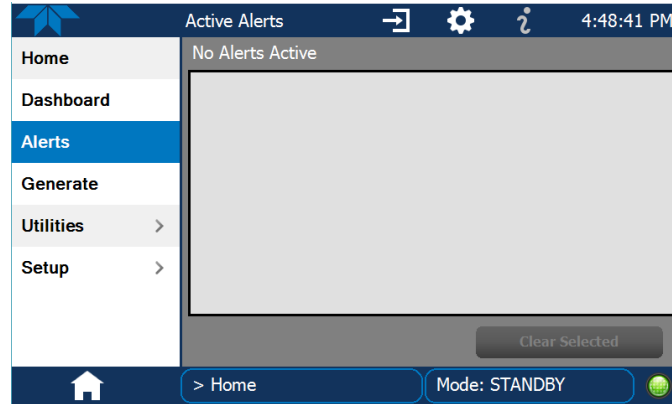 Active Alerts
4:48:41 PM
Home
No Alerts Active
Dashboard
Alerts
Generate
Utilities >
Setup >
Clear Selected
> Home
Mode: STANDBY